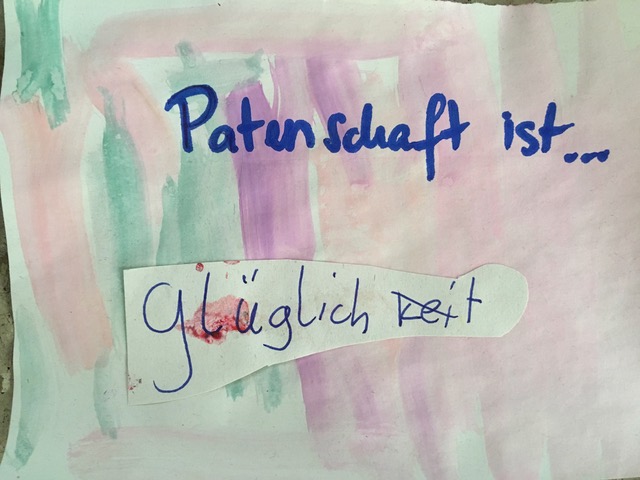 Patenschaft ist...
glüglich keit